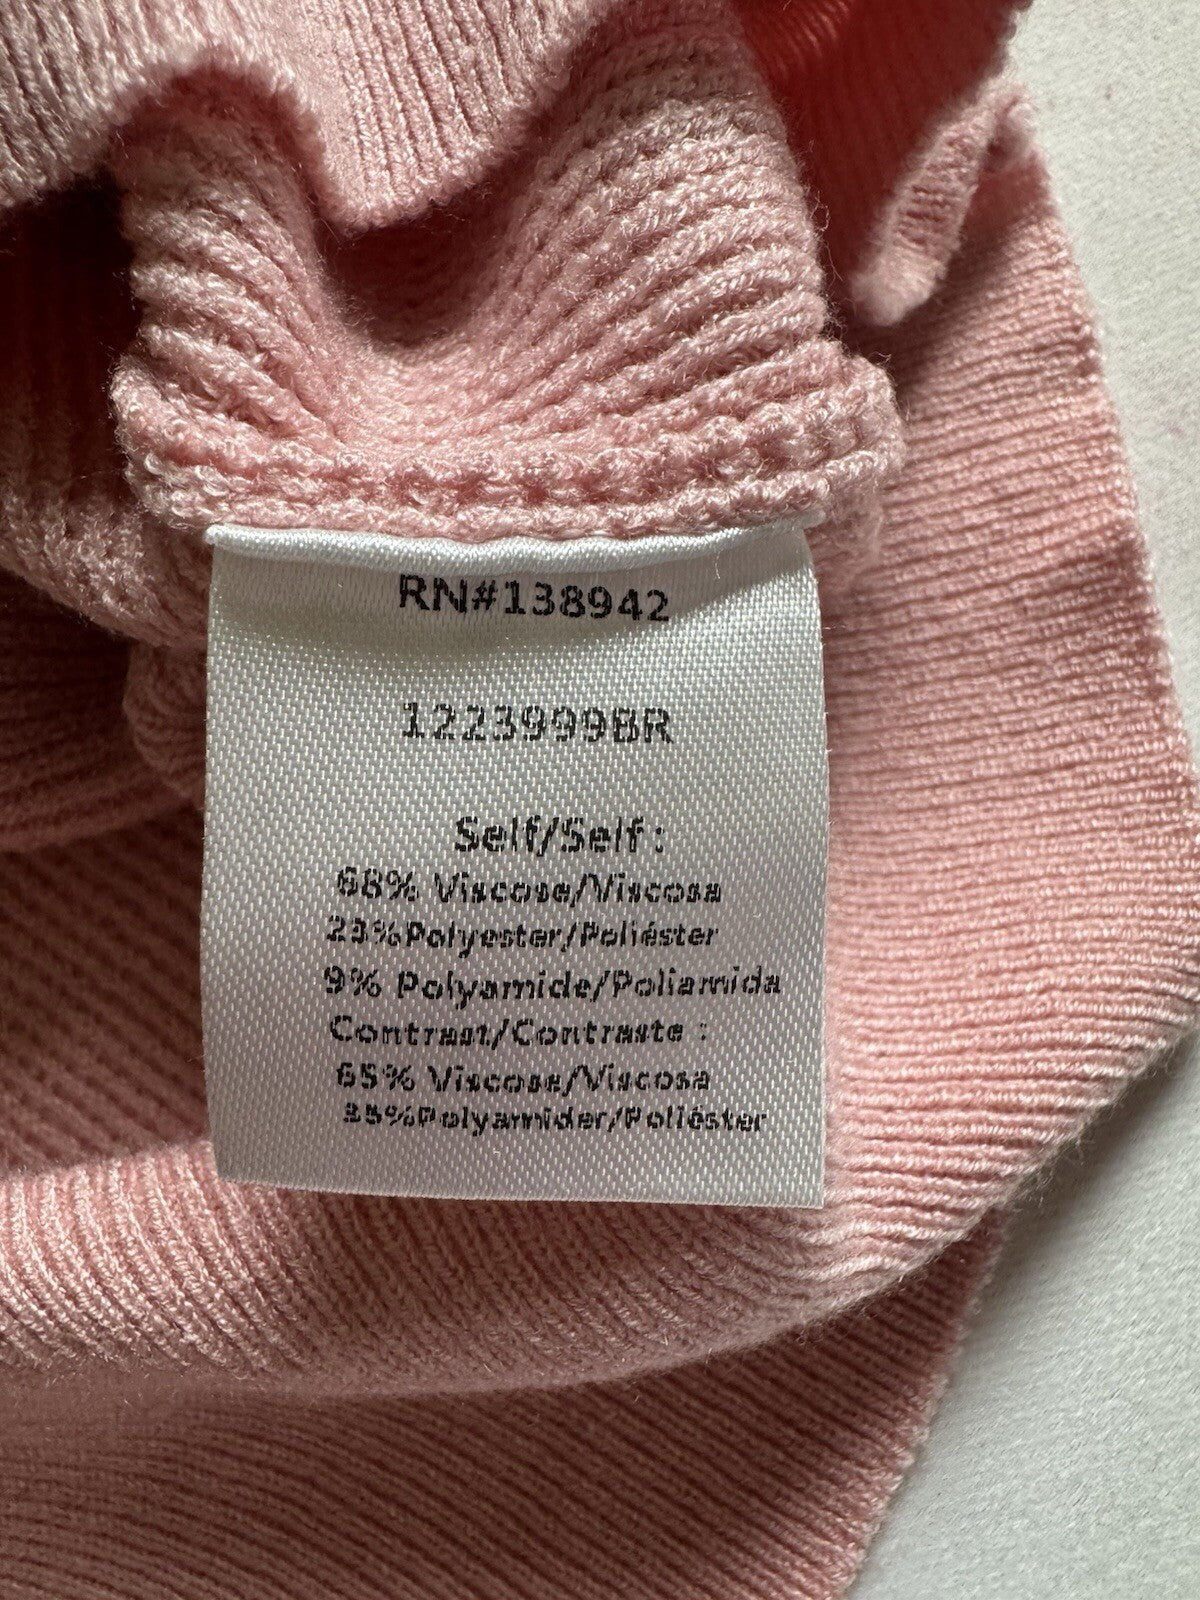 RN#138942
1223999BR
Self/Self:
68% Viscose/Viscosa
23%Polyester/Poliéster
9% Polyamide/Poliamida
Contrast/Contraste :
65% Viscose/Viscosa
35%Polyamider/Poliéster